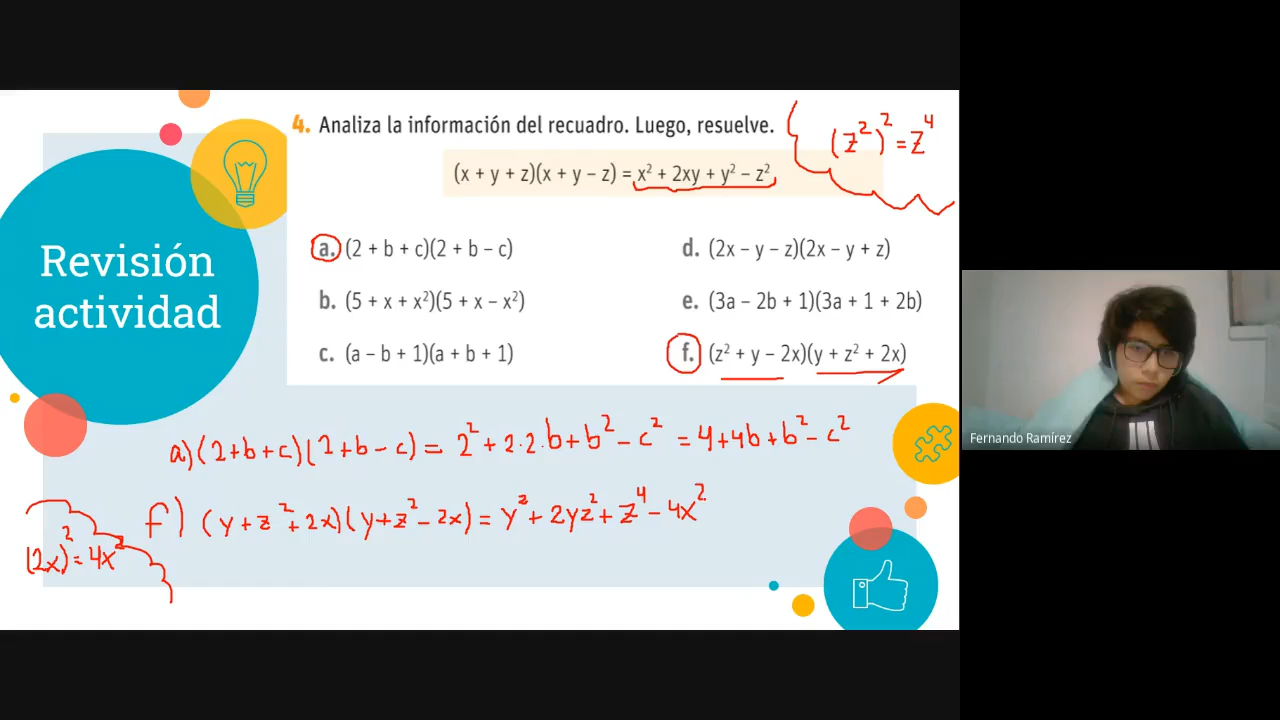 Revisión
actividad
4. Analiza la información del recuadro. Luego, resuelve.
(x + y + z)(x + y − z) = x² + 2xy + y² − z²
(z²)² = z⁴
a. (2 + b + c)(2 + b − c)
b. (5 + x + x²)(5 + x − x²)
c. (a − b + 1)(a + b + 1)
d. (2x − y − z)(2x − y + z)
e. (3a − 2b + 1)(3a + 1 + 2b)
f. (z² + y − 2x)(y + z² + 2x)
a) (2+b+c)(2+b−c) = 2² + 2·2·b + b² − c² = 4+4b+b²−c²
f) (y+z²+2x)(y+z²−2x) = y² + 2yz² + z⁴ − 4x²
(2x)² = 4x²
Fernando Ramírez